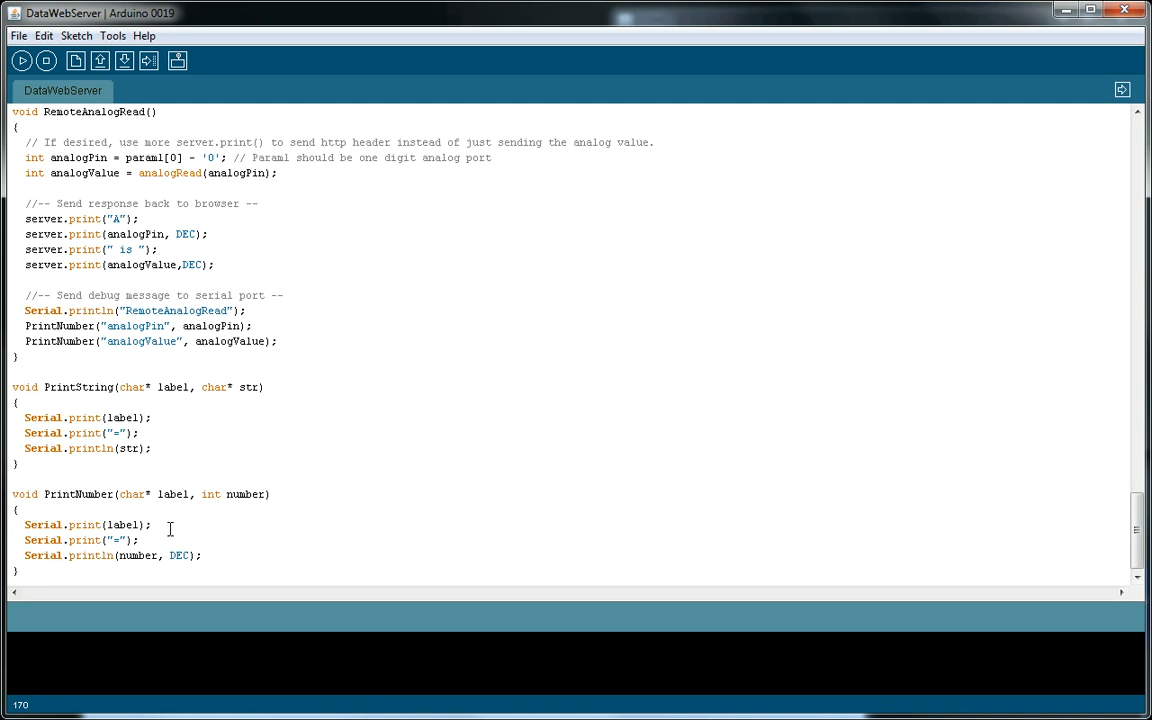 DataWebServer | Arduino 0019
File Edit Sketch Tools Help
DataWebServer
void RemoteAnalogRead()
{
// If desired, use more server.print() to send http header instead of just sending the analog value.
int analogPin = param1[0] - '0'; // Param1 should be one digit analog port
int analogValue = analogRead(analogPin);
//-- Send response back to browser --
server.print("A");
server.print(analogPin, DEC);
server.print(" is ");
server.print(analogValue,DEC);
//-- Send debug message to serial port --
Serial.println("RemoteAnalogRead");
PrintNumber("analogPin", analogPin);
PrintNumber("analogValue", analogValue);
}
void PrintString(char* label, char* str)
{
Serial.print(label);
Serial.print("=");
Serial.println(str);
}
void PrintNumber(char* label, int number)
{
Serial.print(label);
Serial.print("=");
Serial.println(number, DEC);
}
170